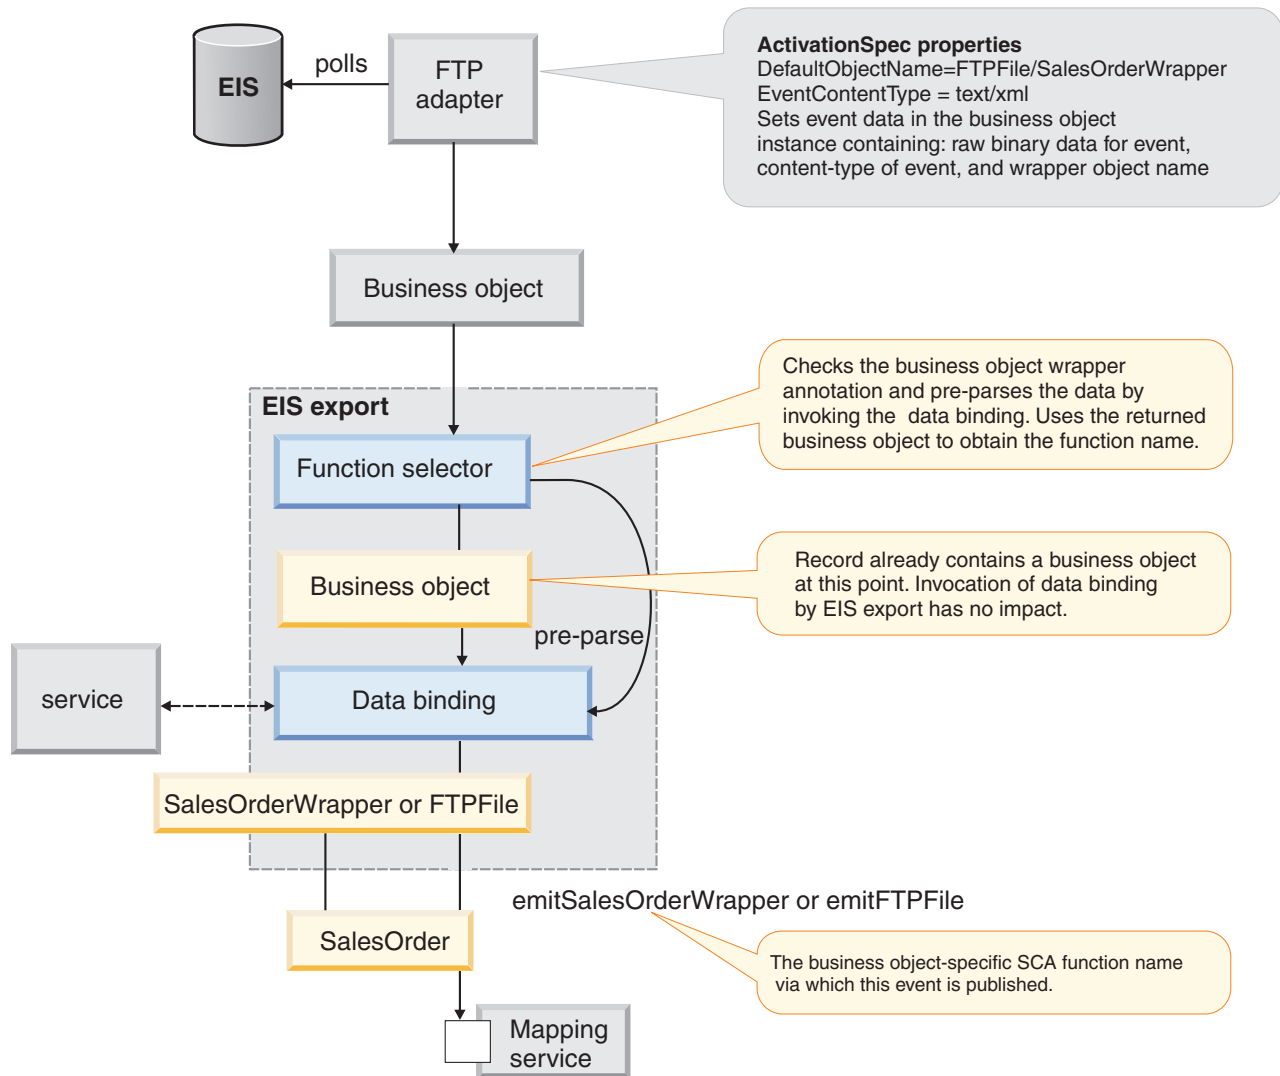 EIS
polls
FTP
adapter
ActivationSpec properties
DefaultObjectName=FTPFile/SalesOrderWrapper
EventContentType = text/xml
Sets event data in the business object
instance containing: raw binary data for event,
content-type of event, and wrapper object name
Business object
EIS export
Function selector
Checks the business object wrapper
annotation and pre-parses the data by
invoking the data binding. Uses the returned
business object to obtain the function name.
Business object
Record already contains a business object
at this point. Invocation of data binding
by EIS export has no impact.
pre-parse
service
Data binding
SalesOrderWrapper or FTPFile
emitSalesOrderWrapper or emitFTPFile
SalesOrder
The business object-specific SCA function name
via which this event is published.
Mapping
service